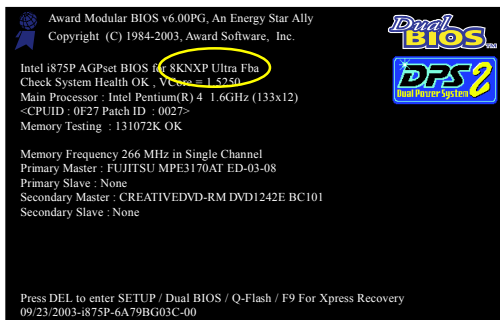 Award Modular BIOS v6.00PG, An Energy Star Ally
Copyright (C) 1984-2003, Award Software, Inc.
Dual
BIOS
Intel i875P AGPset BIOS for 8KNXP Ultra Fba
Check System Health OK , VCore = 1.5250
Main Processor : Intel Pentium(R) 4 1.6GHz (133x12)
<CPUID : 0F27 Patch ID : 0027>
Memory Testing : 131072K OK
DPS 2
Dual Power System
Memory Frequency 266 MHz in Single Channel
Primary Master : FUJITSU MPE3170AT ED-03-08
Primary Slave : None
Secondary Master : CREATIVEDVD-RM DVD1242E BC101
Secondary Slave : None
Press DEL to enter SETUP / Dual BIOS / Q-Flash / F9 For Xpress Recovery
09/23/2003-i875P-6A79BG03C-00